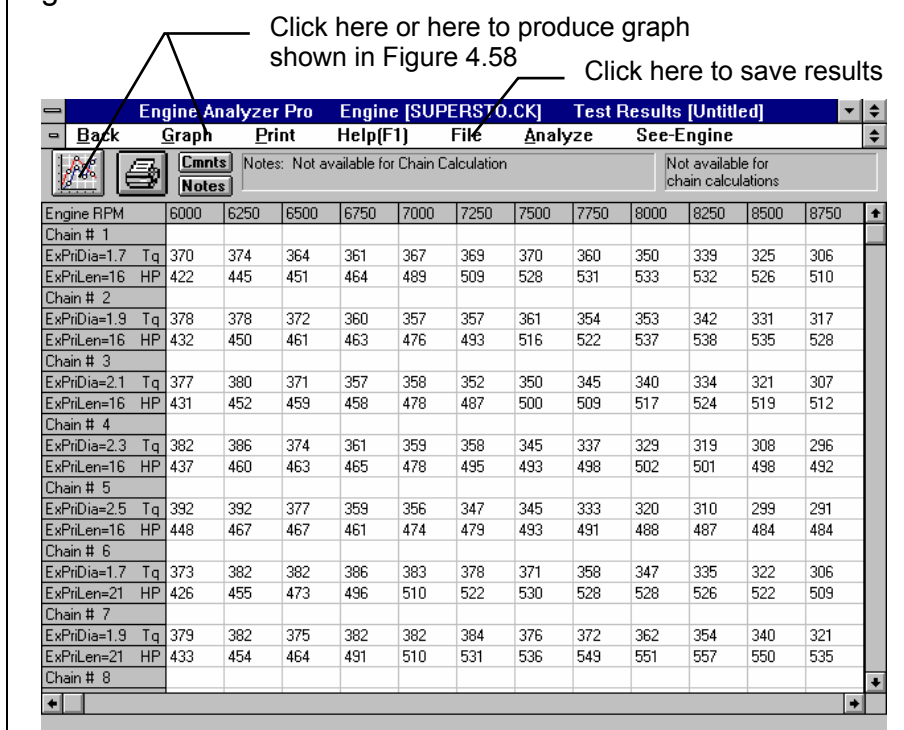 Click here or here to produce graph
shown in Figure 4.58
Click here to save results
Engine Analyzer Pro Engine [SUPERSTO.CK] Test Results [Untitled]
Back Graph Print Help(F1) File Analyze See-Engine
Cmnts
Notes
Notes: Not available for Chain Calculation
Not available for
chain calculations
Engine RPM 6000 6250 6500 6750 7000 7250 7500 7750 8000 8250 8500 8750
Chain # 1
ExPriDia=1.7 Tq 370 374 364 361 367 369 370 360 350 339 325 306
ExPriLen=16 HP 422 445 451 464 489 509 528 531 533 532 526 510
Chain # 2
ExPriDia=1.9 Tq 378 378 372 360 357 357 361 354 353 342 331 317
ExPriLen=16 HP 432 450 461 463 476 493 516 522 537 538 535 528
Chain # 3
ExPriDia=2.1 Tq 377 380 371 357 358 352 350 345 340 334 321 307
ExPriLen=16 HP 431 452 459 458 478 487 500 509 517 524 519 512
Chain # 4
ExPriDia=2.3 Tq 382 386 374 361 359 358 345 337 329 319 308 296
ExPriLen=16 HP 437 460 463 465 478 495 493 498 502 501 498 492
Chain # 5
ExPriDia=2.5 Tq 392 392 377 359 356 347 345 333 320 310 299 291
ExPriLen=16 HP 448 467 467 461 474 479 493 491 488 487 484 484
Chain # 6
ExPriDia=1.7 Tq 373 382 382 386 383 378 371 358 347 335 322 306
ExPriLen=21 HP 426 455 473 496 510 522 530 528 528 526 522 509
Chain # 7
ExPriDia=1.9 Tq 379 382 375 382 382 384 376 372 362 354 340 321
ExPriLen=21 HP 433 454 464 491 510 531 536 549 551 557 550 535
Chain # 8